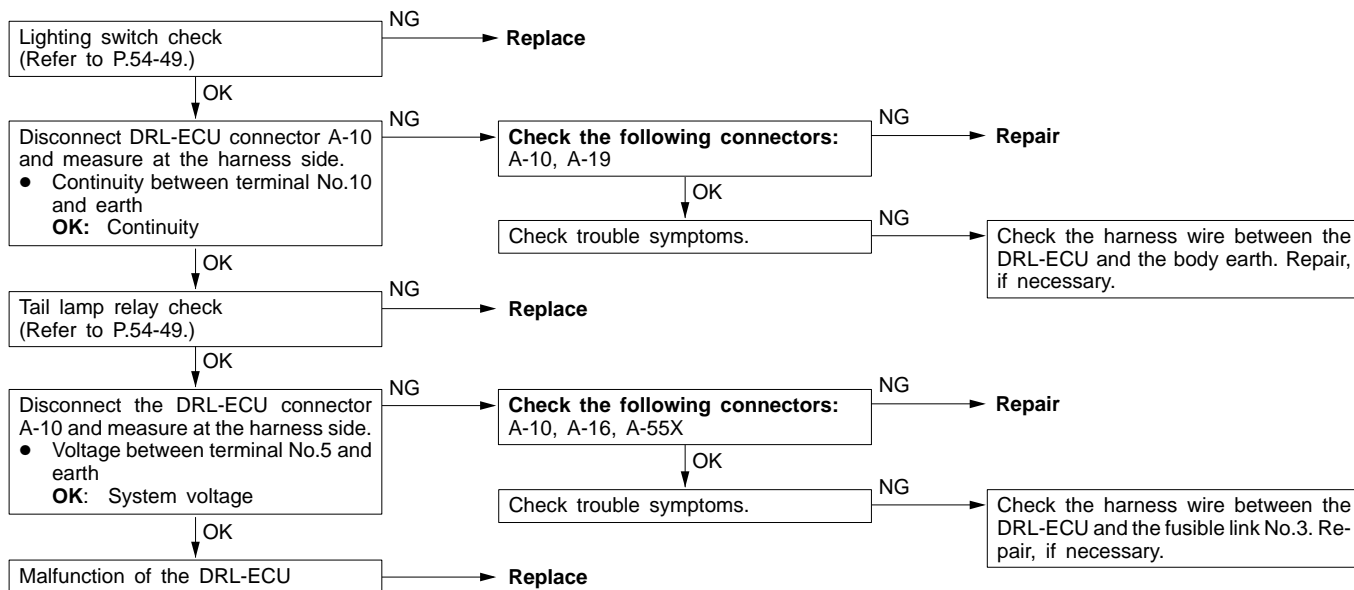 Lighting switch check
(Refer to P.54-49.)
NG
Replace
OK
Disconnect DRL-ECU connector A-10
and measure at the harness side.
● Continuity between terminal No.10
and earth
OK: Continuity
NG
Check the following connectors:
A-10, A-19
NG
Repair
OK
Check trouble symptoms.
NG
Check the harness wire between the
DRL-ECU and the body earth. Repair,
if necessary.
OK
Tail lamp relay check
(Refer to P.54-49.)
NG
Replace
OK
Disconnect the DRL-ECU connector
A-10 and measure at the harness side.
● Voltage between terminal No.5 and
earth
OK: System voltage
NG
Check the following connectors:
A-10, A-16, A-55X
NG
Repair
OK
Check trouble symptoms.
NG
Check the harness wire between the
DRL-ECU and the fusible link No.3. Re-
pair, if necessary.
OK
Malfunction of the DRL-ECU
Replace